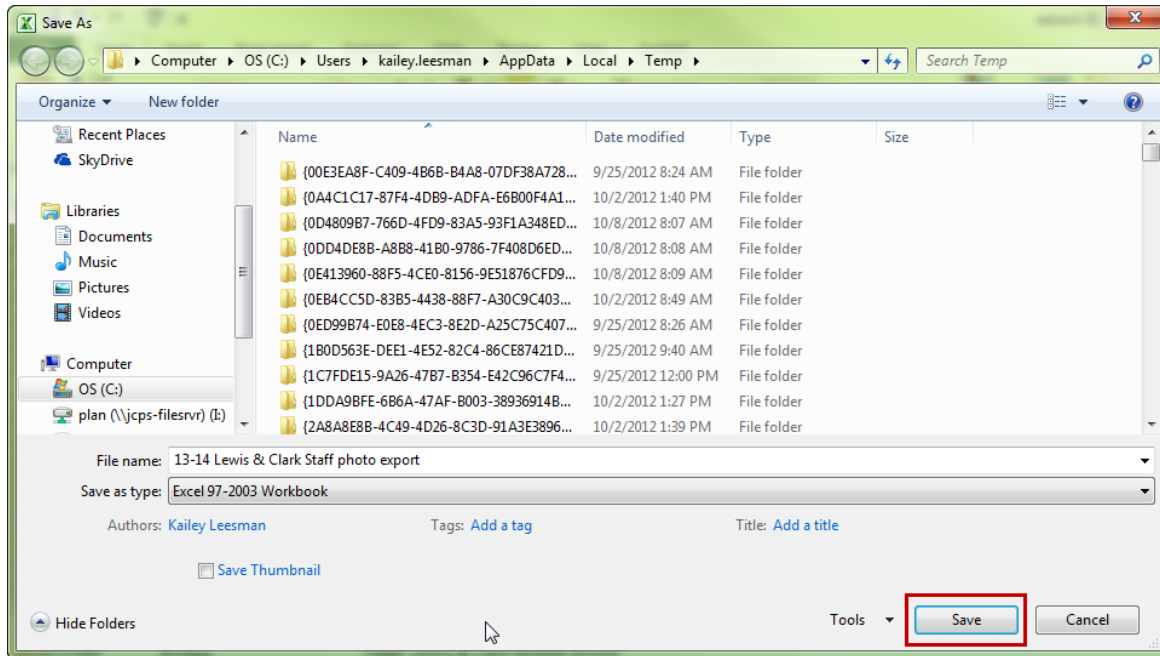 Save As
Computer OS (C:) Users kailey.leesman AppData Local Temp Search Temp
Organize New folder
Recent Places
SkyDrive
Libraries
Documents
Music
Pictures
Videos
Computer
OS (C:)
plan (\\jcps-filesrvr) (I:)
Name Date modified Type Size
{00E3EA8F-C409-4B6B-B4A8-07DF38A728... 9/25/2012 8:24 AM File folder
{0A4C1C17-87F4-4DB9-ADFA-E6B00F4A1... 10/2/2012 1:40 PM File folder
{0D4809B7-766D-4FD9-83A5-93F1A348ED... 10/8/2012 8:07 AM File folder
{0DD4DE8B-A8B8-41B0-9786-7F408D6ED... 10/8/2012 8:08 AM File folder
{0E413960-88F5-4CE0-8156-9E51876CFD9... 10/8/2012 8:09 AM File folder
{0EB4CC5D-83B5-4438-88F7-A30C9C403... 10/2/2012 8:49 AM File folder
{0ED99B74-E0E8-4EC3-8E2D-A25C75C407... 9/25/2012 8:26 AM File folder
{1B0D563E-DEE1-4E52-82C4-86CE87421D... 9/25/2012 9:40 AM File folder
{1C7FDE15-9A26-47B7-B354-E42C96C7F4... 9/25/2012 12:00 PM File folder
{1DDA9BFE-6B6A-47AF-B003-38936914B... 10/2/2012 1:27 PM File folder
{2A8A8E8B-4C49-4D26-8C3D-91A3E3896... 10/2/2012 1:39 PM File folder
File name: 13-14 Lewis & Clark Staff photo export
Save as type: Excel 97-2003 Workbook
Authors: Kailey Leesman Tags: Add a tag Title: Add a title
Save Thumbnail
Hide Folders Tools Save Cancel